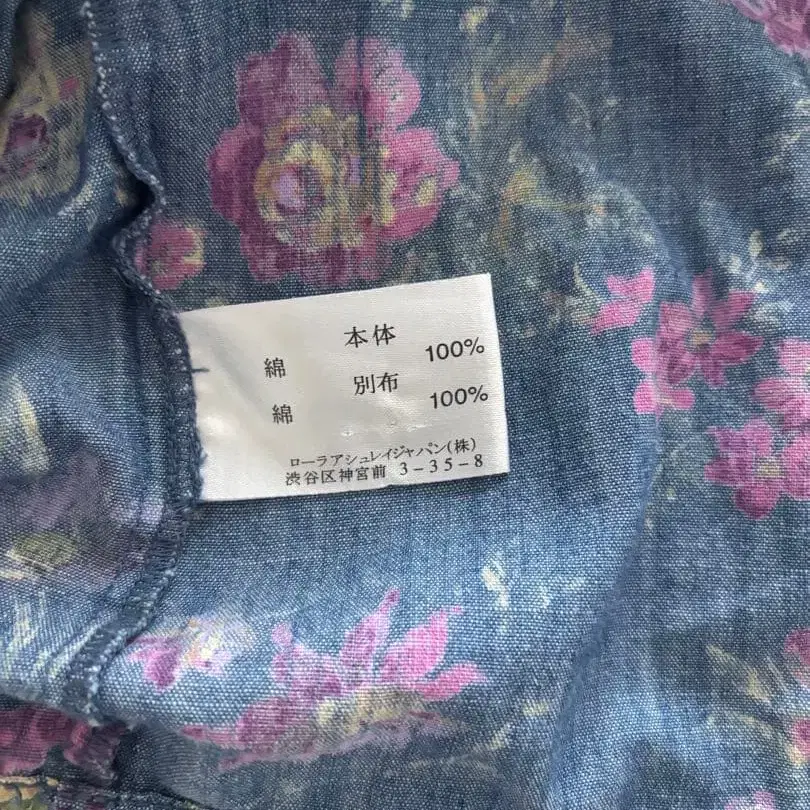 本体
綿 100%
別布
綿 100%
ローラアシュレイジャパン(株)
渋谷区神宮前 3-35-8